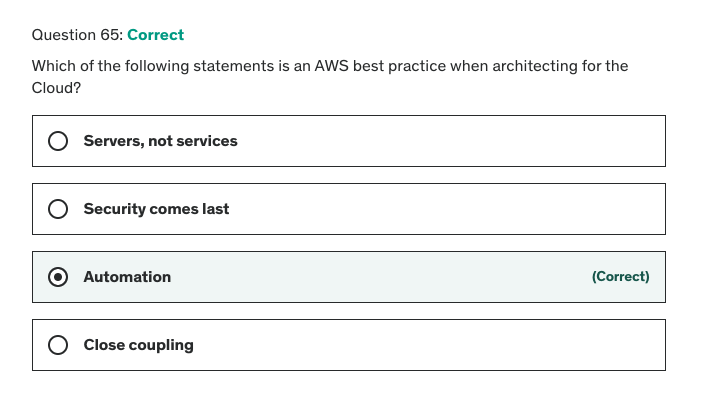 Question 65: Correct
Which of the following statements is an AWS best practice when architecting for the
Cloud?
Servers, not services
Security comes last
Automation (Correct)
Close coupling